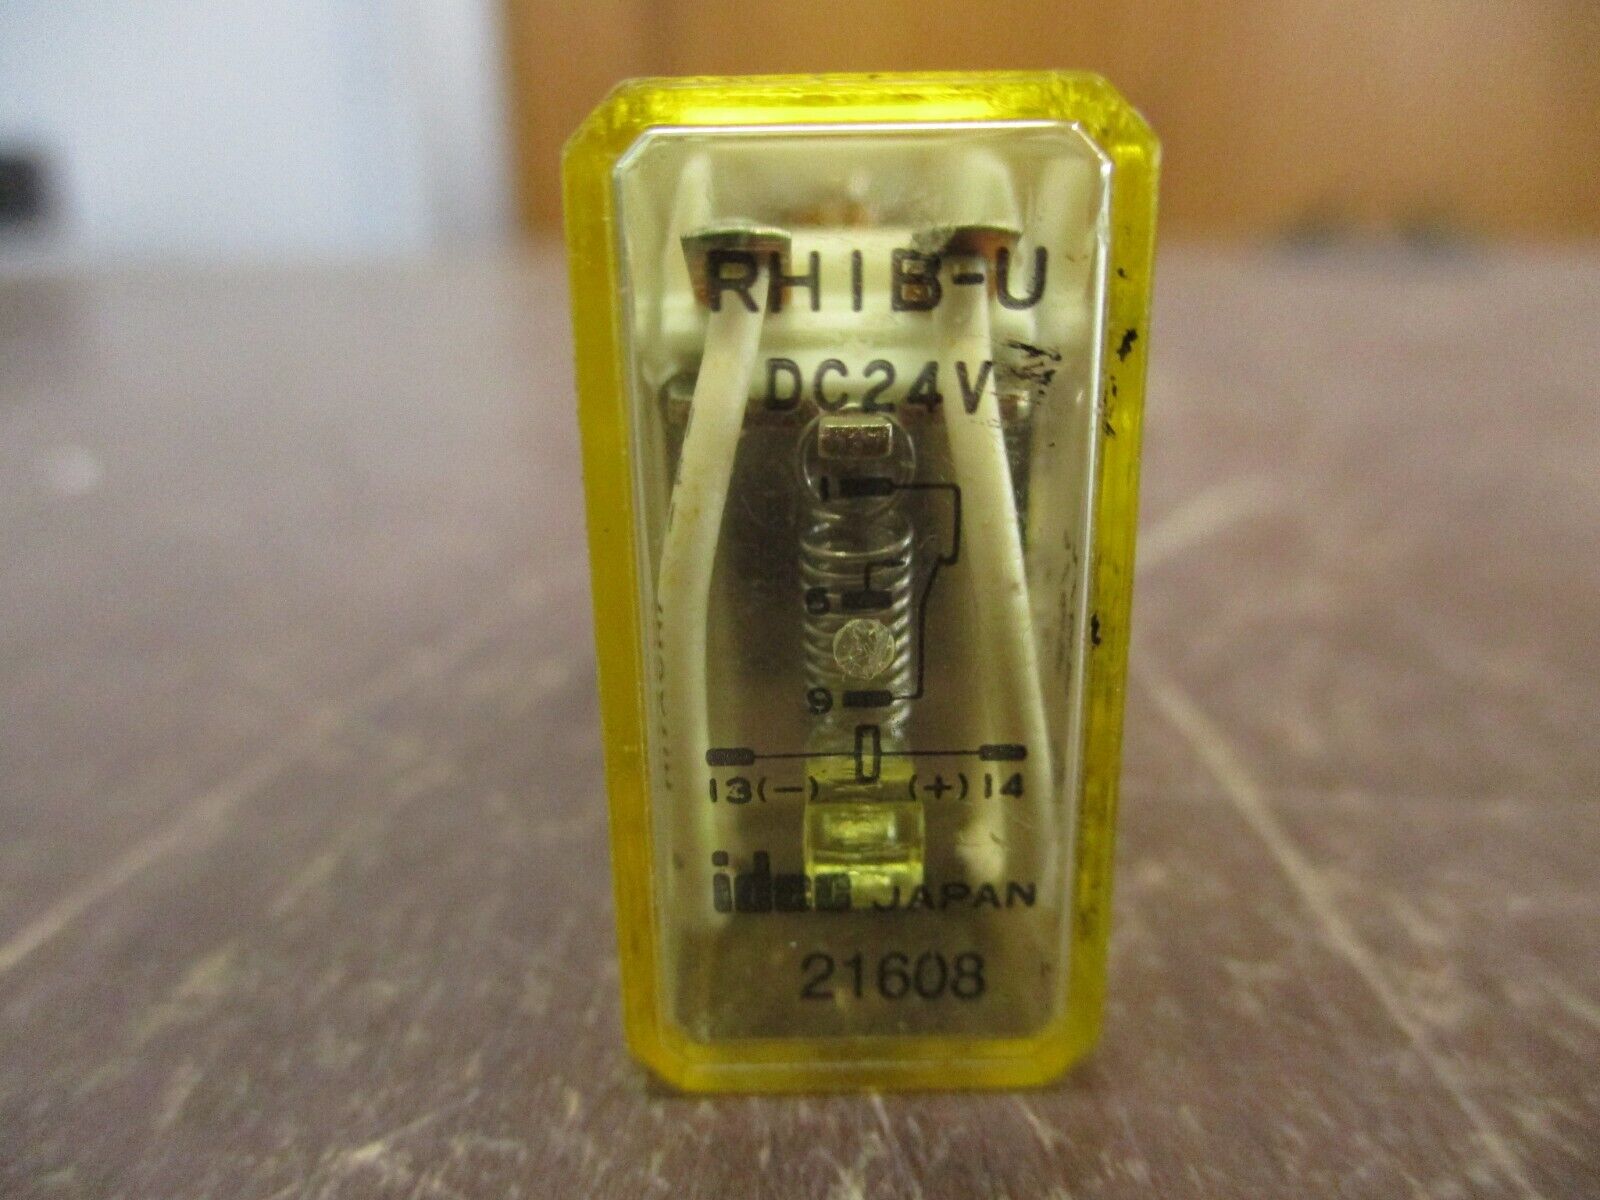 RH1B-U
DC24V
1
5
9
13(-) (+)14
idec JAPAN
21608